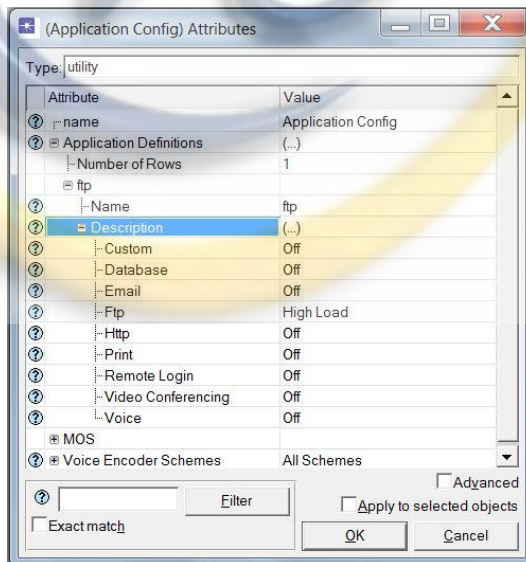 (Application Config) Attributes
Type: utility
Attribute Value
name Application Config
Application Definitions (...)
Number of Rows 1
ftp
Name ftp
Description (...)
Custom Off
Database Off
Email Off
Ftp High Load
Http Off
Print Off
Remote Login Off
Video Conferencing Off
Voice Off
MOS
Voice Encoder Schemes All Schemes
Advanced
Filter
Apply to selected objects
Exact match
OK Cancel